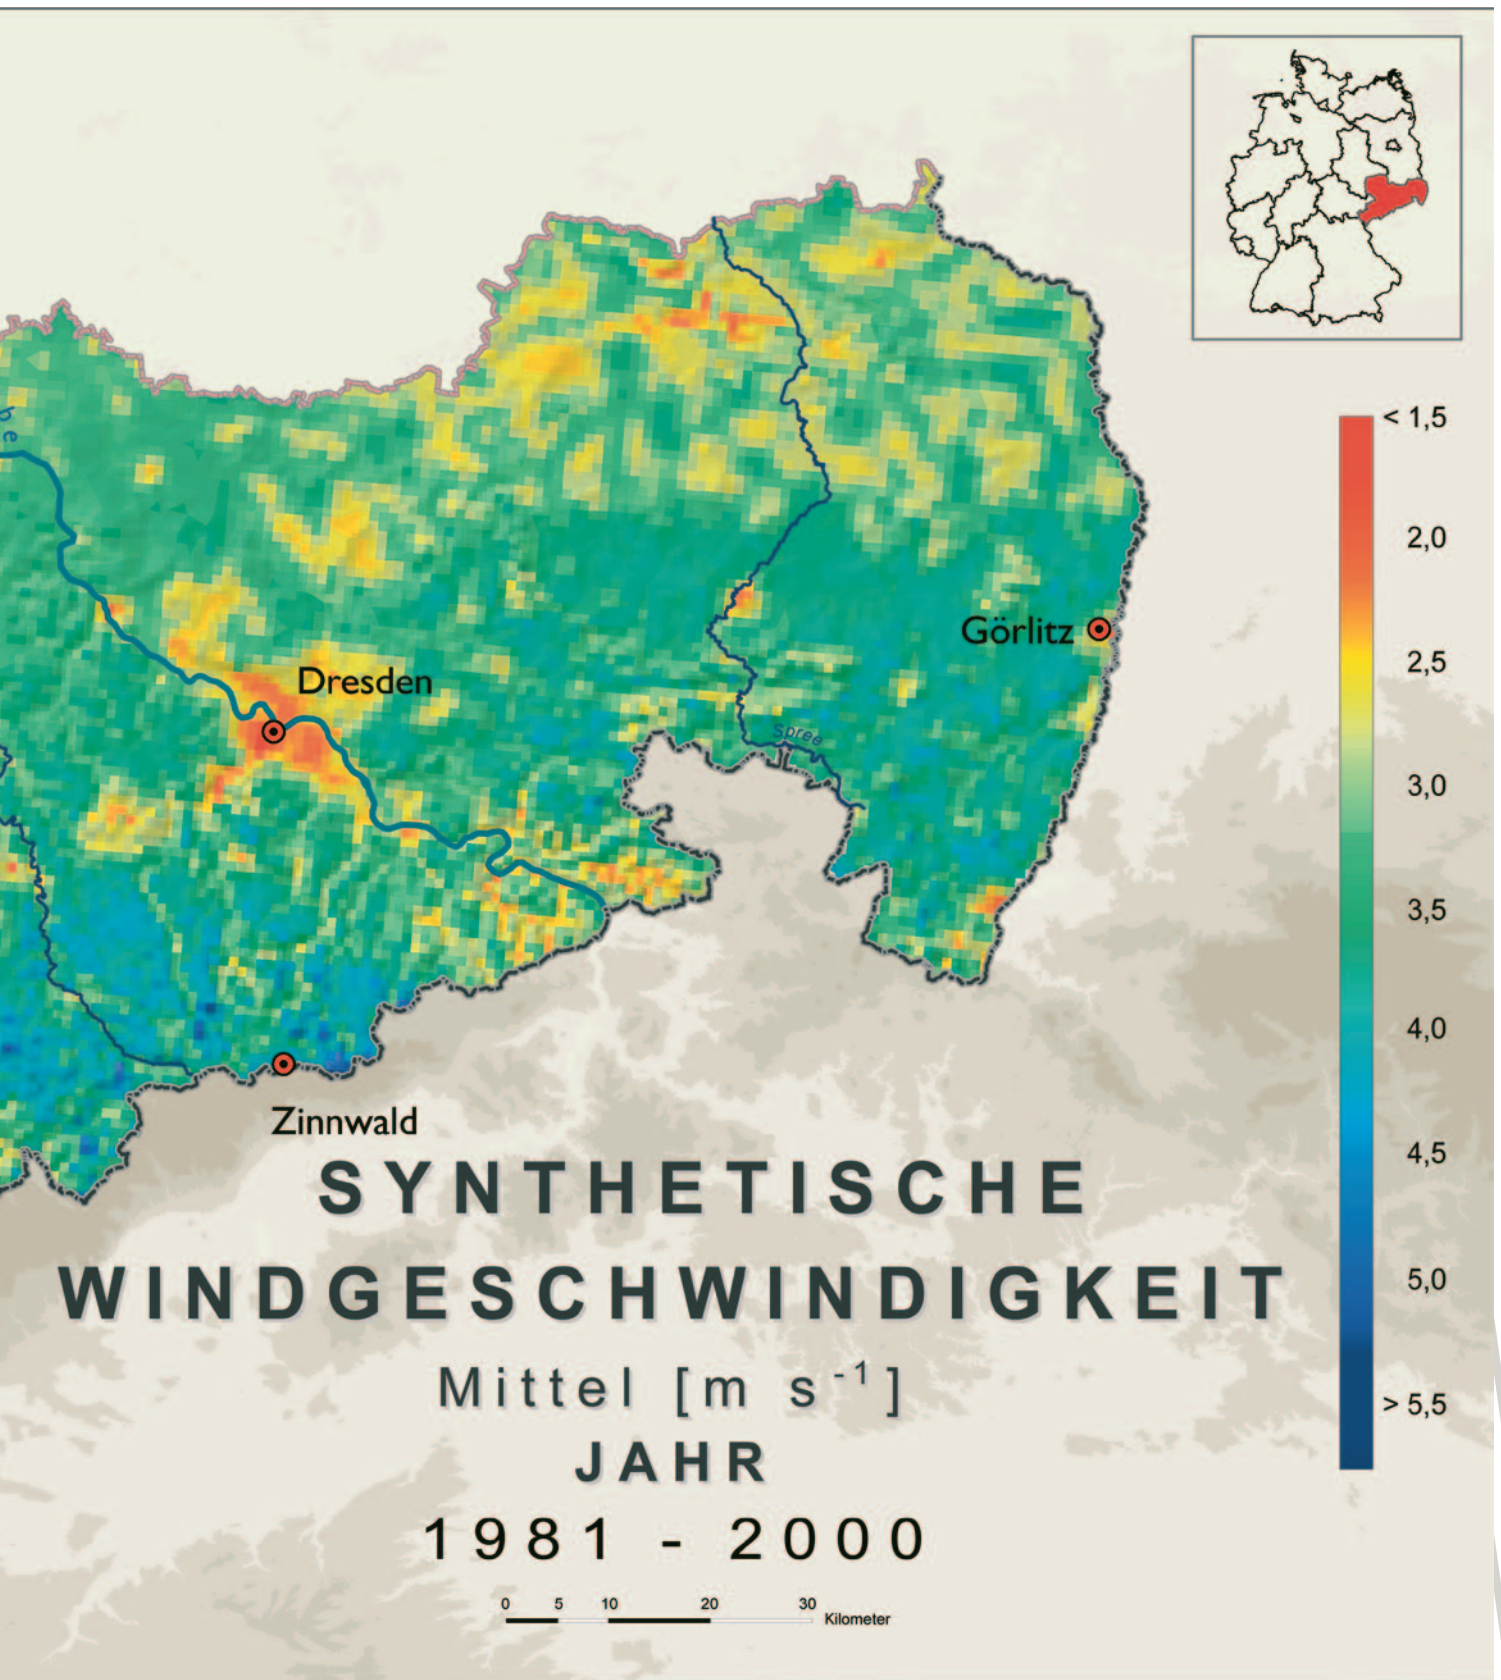 be
Görlitz
Dresden
Spree
Zinnwald
< 1,5
2,0
2,5
3,0
3,5
4,0
4,5
5,0
> 5,5
SYNTHETISCHE
WINDGESCHWINDIGKEIT
Mittel [m s⁻¹]
JAHR
1981 - 2000
0 5 10 20 30
Kilometer